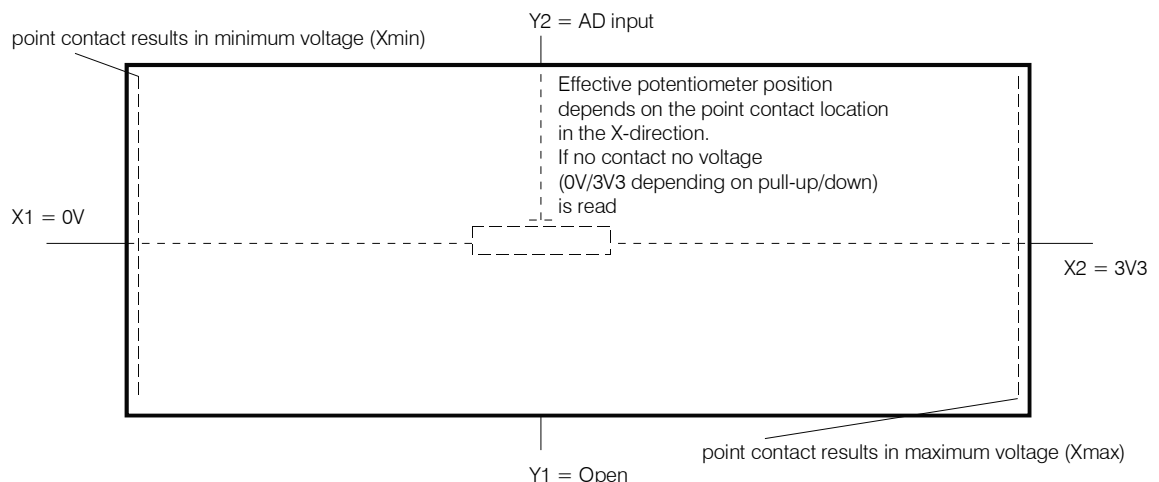 Y2 = AD input
point contact results in minimum voltage (Xmin)
Effective potentiometer position
depends on the point contact location
in the X-direction.
If no contact no voltage
(0V/3V3 depending on pull-up/down)
is read
X1 = 0V
X2 = 3V3
point contact results in maximum voltage (Xmax)
Y1 = Open